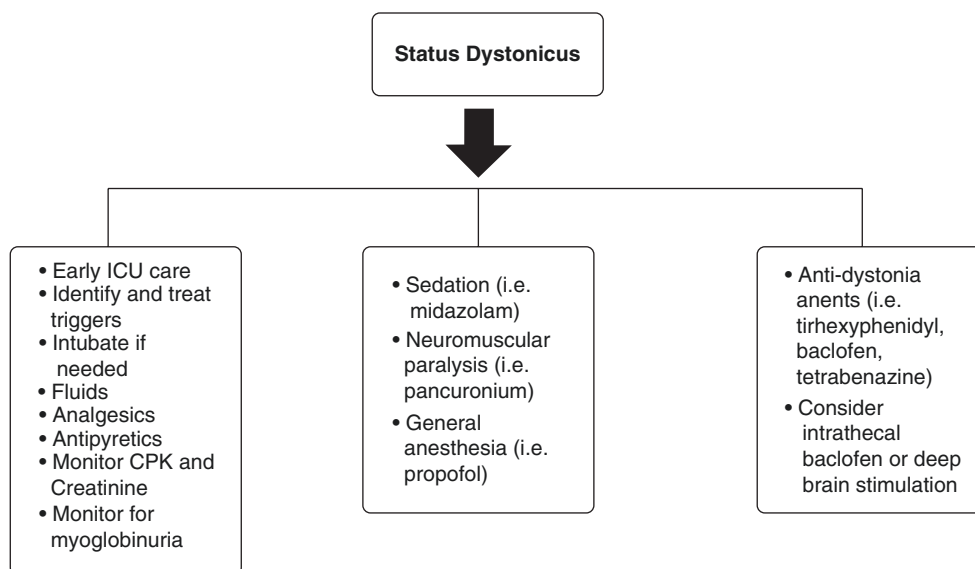 Status Dystonicus
• Early ICU care
• Identify and treat
triggers
• Intubate if
needed
• Fluids
• Analgesics
• Antipyretics
• Monitor CPK and
Creatinine
• Monitor for
myoglobinuria
• Sedation (i.e.
midazolam)
• Neuromuscular
paralysis (i.e.
pancuronium)
• General
anesthesia (i.e.
propofol)
• Anti-dystonia
anents (i.e.
tirhexyphenidyl,
baclofen,
tetrabenazine)
• Consider
intrathecal
baclofen or deep
brain stimulation